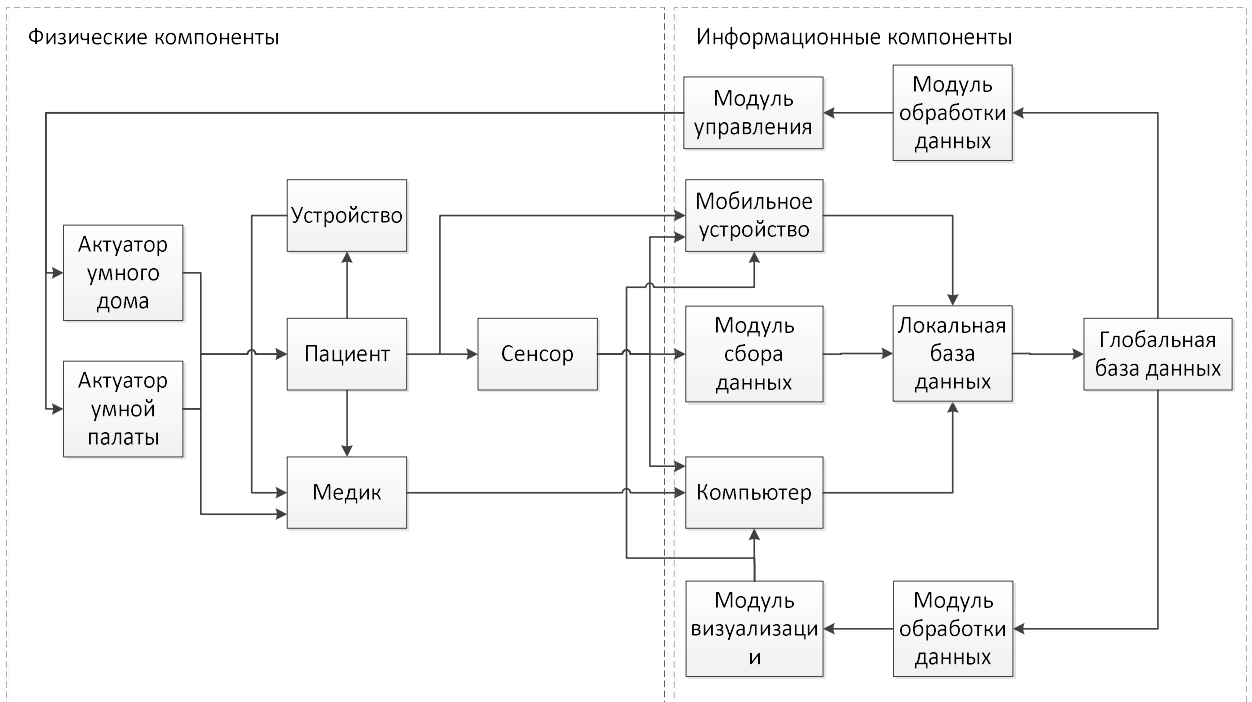 Физические компоненты
Информационные компоненты
Модуль
управления
Модуль
обработки
данных
Устройство
Мобильное
устройство
Актуатор
умного
дома
Пациент
Сенсор
Модуль
сбора
данных
Локальная
база
данных
Глобальная
база данных
Актуатор
умной
палаты
Медик
Компьютер
Модуль
визуализаци
и
Модуль
обработки
данных